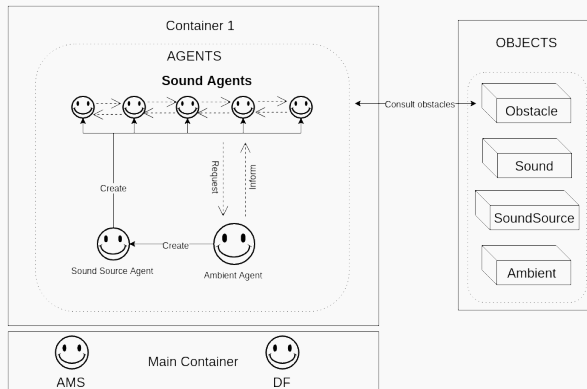 Container 1
AGENTS
Sound Agents
Request
Inform
Create
Create
Sound Source Agent
Ambient Agent
Consult obstacles
OBJECTS
Obstacle
Sound
SoundSource
Ambient
Main Container
AMS
DF